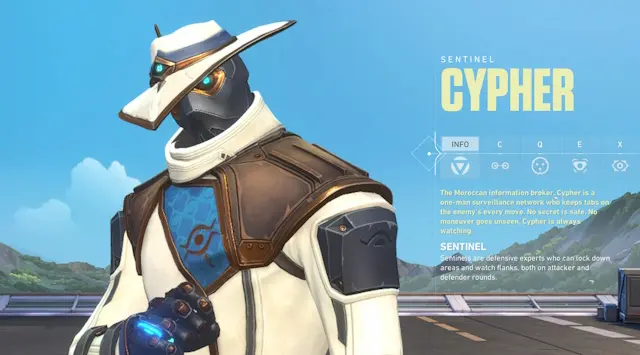 SENTINEL
CYPHER
INFO C Q E X
The Moroccan information broker, Cypher is a
one-man surveillance network who keeps tabs on
the enemy's every move. No secret is safe. No
maneuver goes unseen. Cypher is always
watching.
SENTINEL
Sentinels are defensive experts who can lock down
areas and watch flanks, both on attacker and
defender rounds.